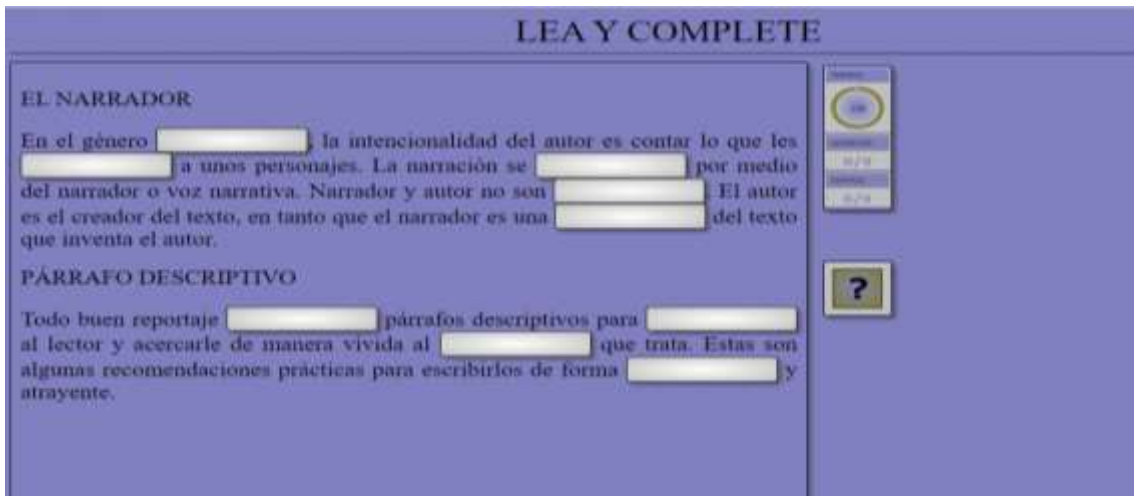 LEA Y COMPLETE
EL NARRADOR
En el género , la intencionalidad del autor es contar lo que les
a unos personajes. La narración se por medio
del narrador o voz narrativa. Narrador y autor no son . El autor
es el creador del texto, en tanto que el narrador es una del texto
que inventa el autor.
PÁRRAFO DESCRIPTIVO
Todo buen reportaje párrafos descriptivos para
al lector y acercarle de manera vivida al que trata. Estas son
algunas recomendaciones prácticas para escribirlos de forma y
atrayente.
?